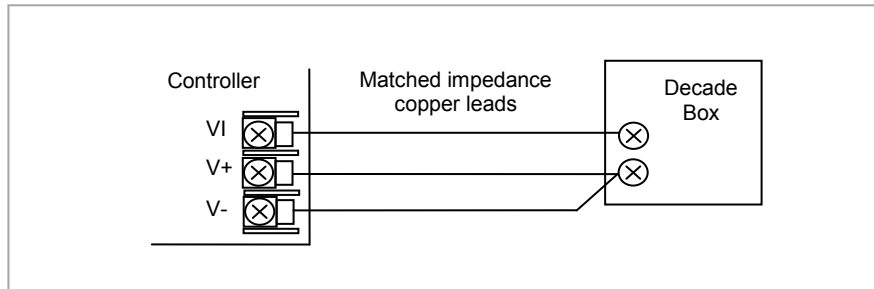 Controller
Matched impedance
copper leads
Decade
Box
VI
V+
V-